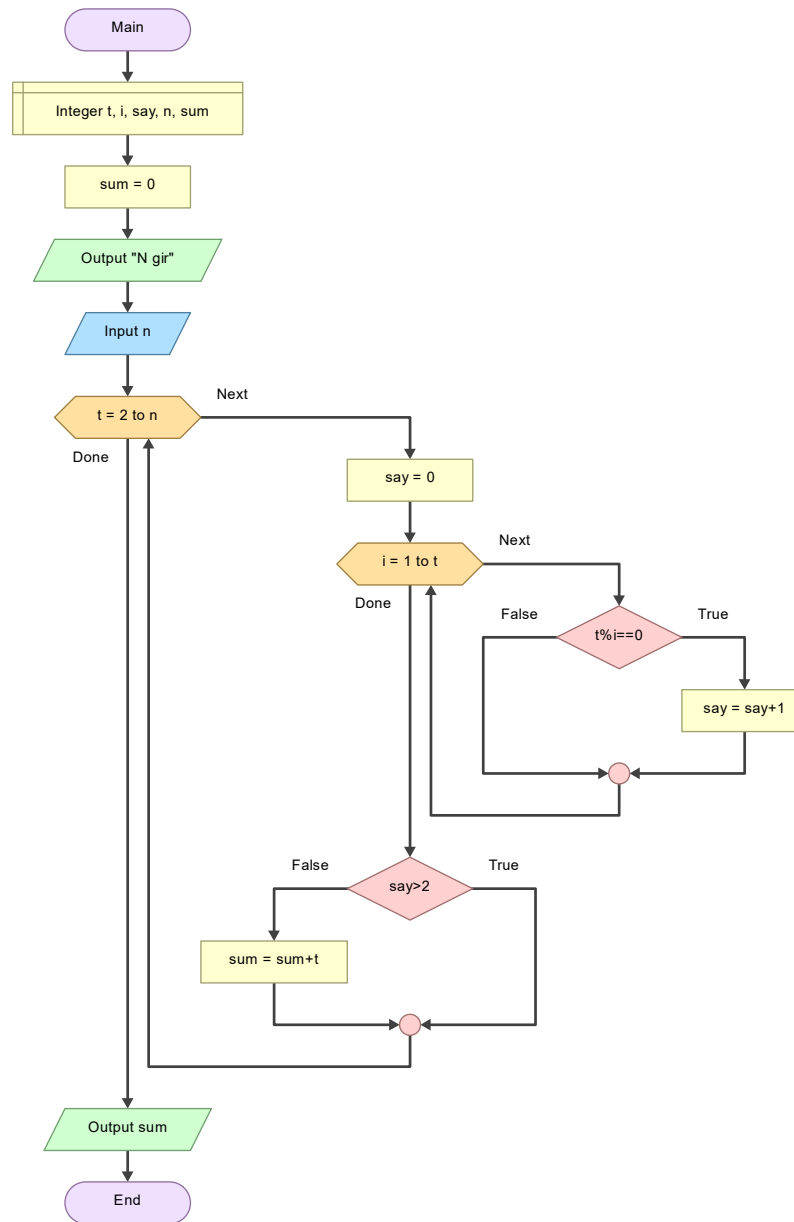 Main
Integer t, i, say, n, sum
sum = 0
Output "N gir"
Input n
t = 2 to n
Next
Done
say = 0
i = 1 to t
Next
Done
t%i==0
False
True
say = say+1
say>2
False
True
sum = sum+t
Output sum
End